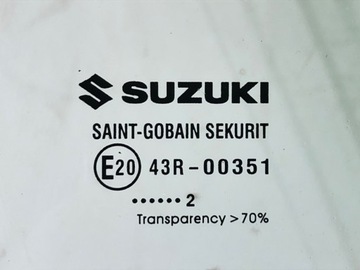 SUZUKI
SAINT-GOBAIN SEKURIT
E20 43R-00351
...... 2
Transparency >70%